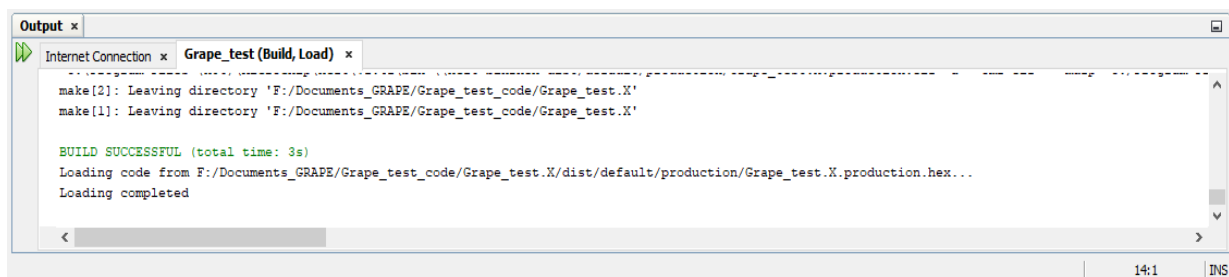 Output
Internet Connection
Grape_test (Build, Load)
make[2]: Leaving directory 'F:/Documents_GRAPE/Grape_test_code/Grape_test.X'
make[1]: Leaving directory 'F:/Documents_GRAPE/Grape_test_code/Grape_test.X'
BUILD SUCCESSFUL (total time: 3s)
Loading code from F:/Documents_GRAPE/Grape_test_code/Grape_test.X/dist/default/production/Grape_test.X.production.hex...
Loading completed
14:1
INS